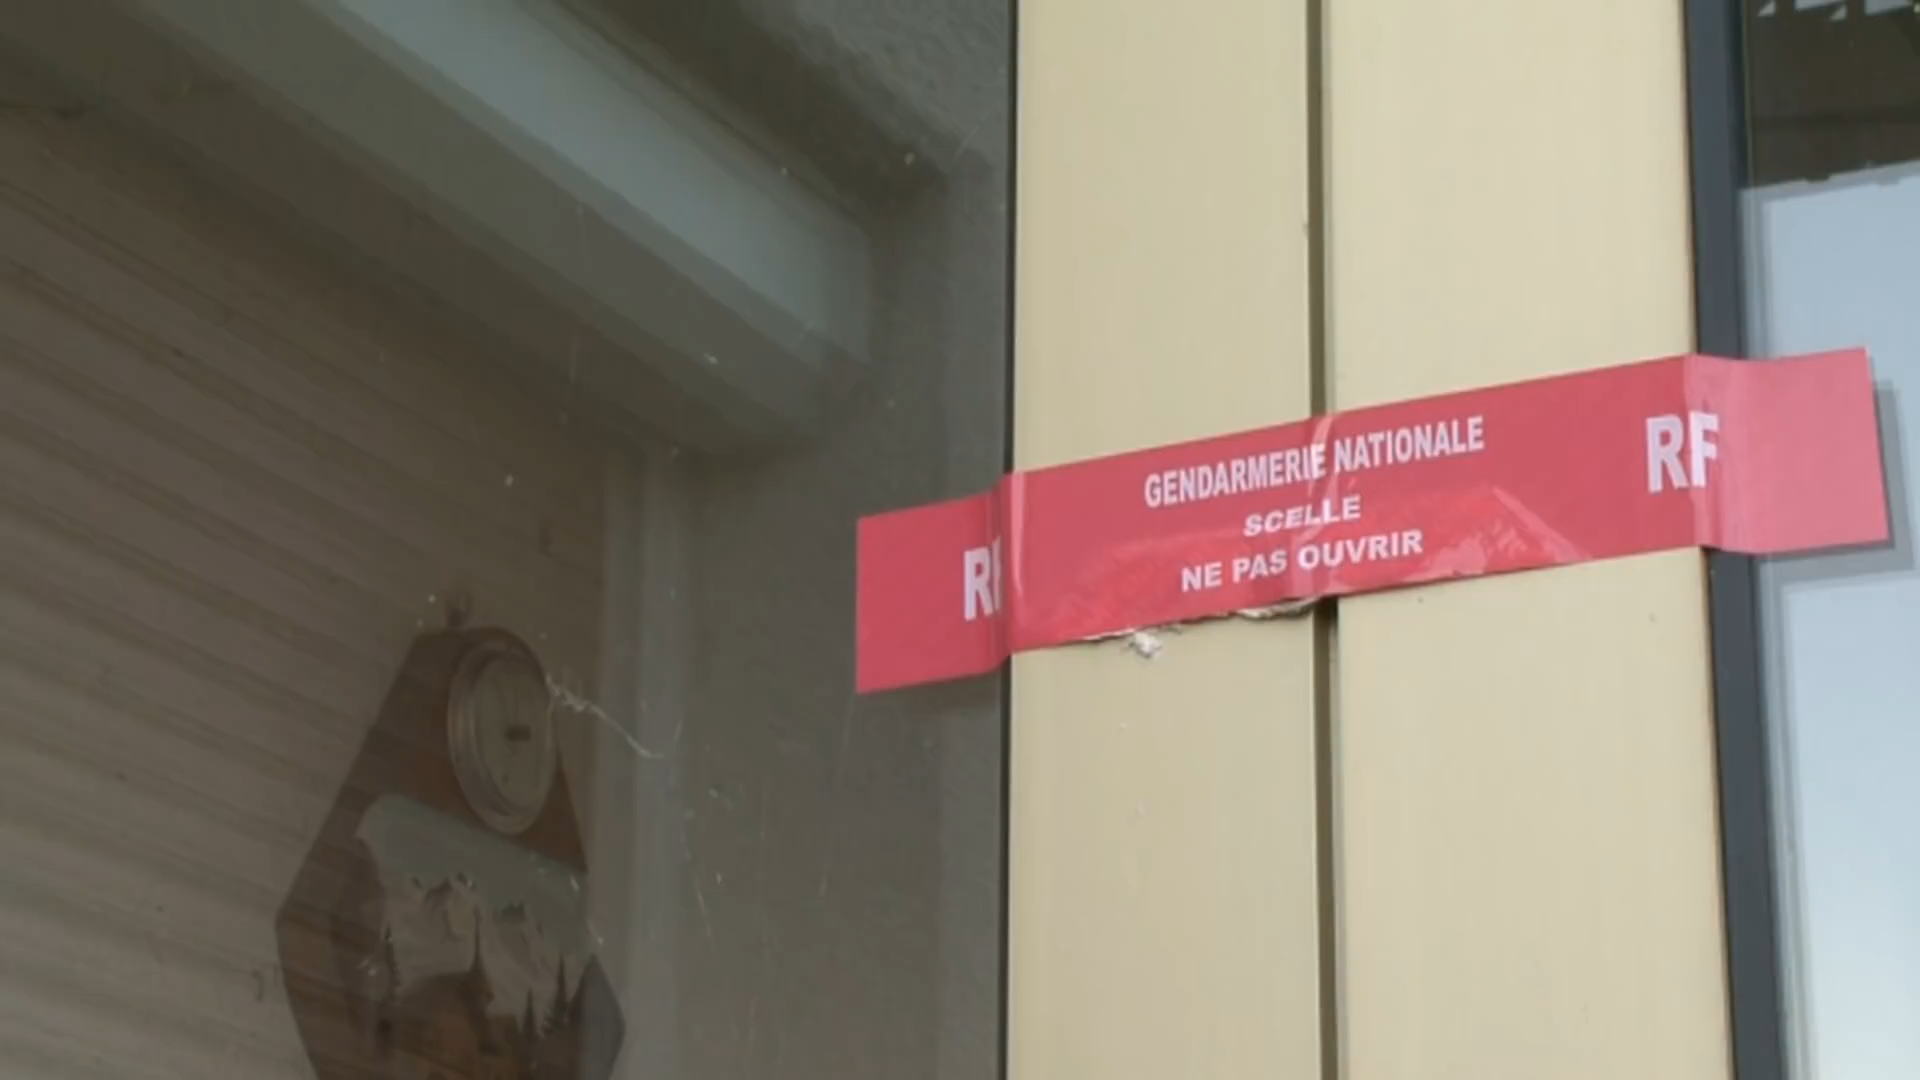 GENDARMERIE NATIONALE
SCELLE
NE PAS OUVRIR
RF
RF